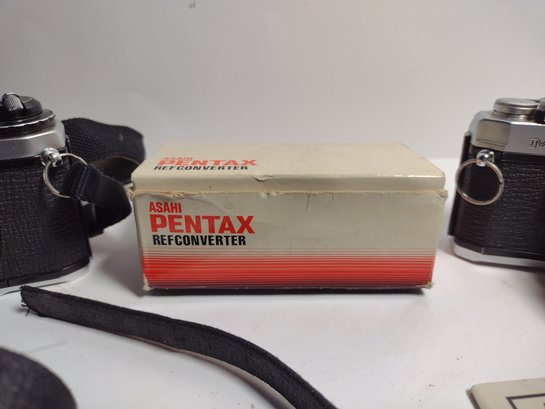 ASAHI
PENTAX
REFCONVERTER
ASAHI
PENTAX
REFCONVERTER
M